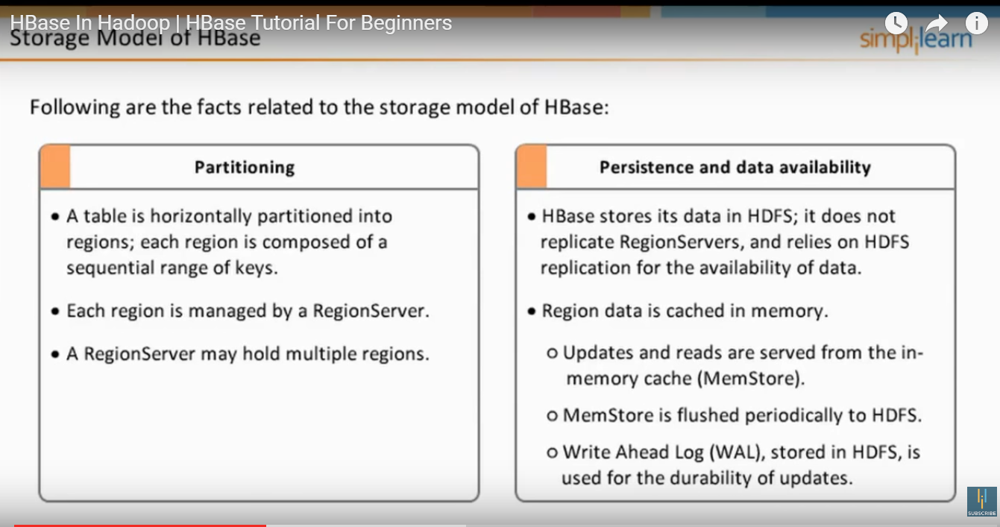 HBase In Hadoop | HBase Tutorial For Beginners
Storage Model of HBase
simplilearn
Following are the facts related to the storage model of HBase:
Partitioning
• A table is horizontally partitioned into
regions; each region is composed of a
sequential range of keys.
• Each region is managed by a RegionServer.
• A RegionServer may hold multiple regions.
Persistence and data availability
• HBase stores its data in HDFS; it does not
replicate RegionServers, and relies on HDFS
replication for the availability of data.
• Region data is cached in memory.
o Updates and reads are served from the in-
memory cache (MemStore).
o MemStore is flushed periodically to HDFS.
o Write Ahead Log (WAL), stored in HDFS, is
used for the durability of updates.
SUBSCRIBE